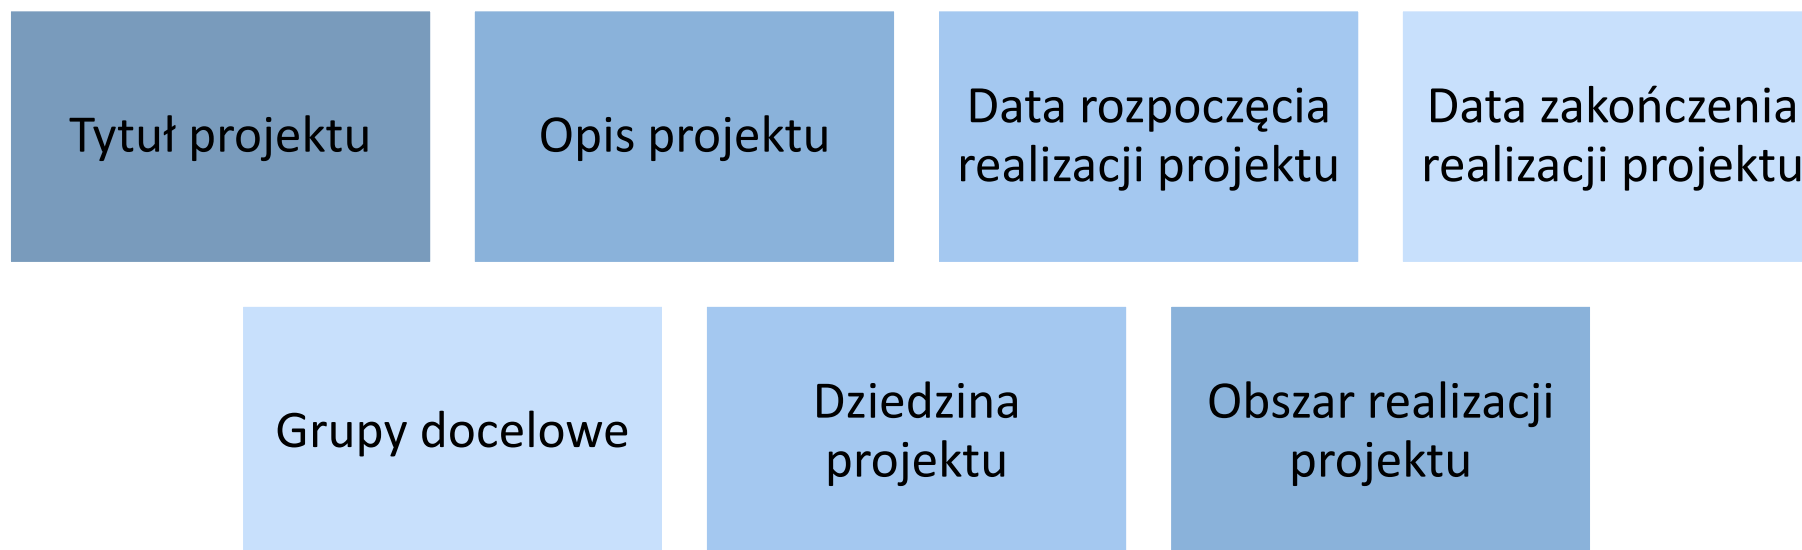 Tytuł projektu
Opis projektu
Data rozpoczęcia
realizacji projektu
Data zakończenia
realizacji projektu
Grupy docelowe
Dziedzina
projektu
Obszar realizacji
projektu